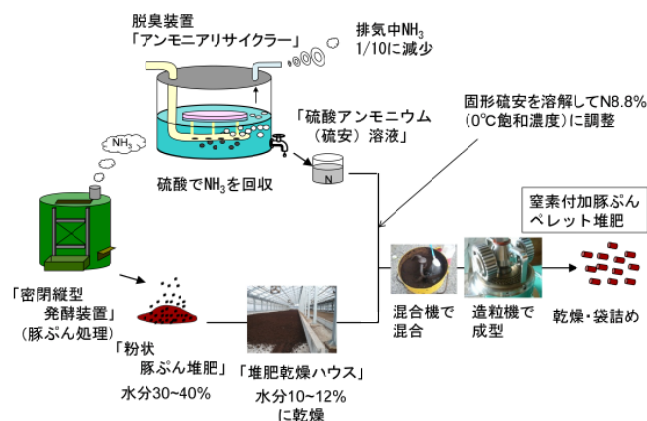 脱臭装置
「アンモニアリサイクラー」
排気中NH₃
1/10に減少
固形硫安を溶解してN8.8%
(0℃飽和濃度)に調整
「硫酸アンモニウム
(硫安)溶液」
NH₃
硫酸でNH₃を回収
N
窒素付加豚ぷん
ペレット堆肥
「密閉縦型
発酵装置」
(豚ぷん処理)
混合機で
混合
造粒機で
成型
乾燥・袋詰め
「粉状
豚ぷん堆肥」
水分30~40%
「堆肥乾燥ハウス」
水分10~12%
に乾燥